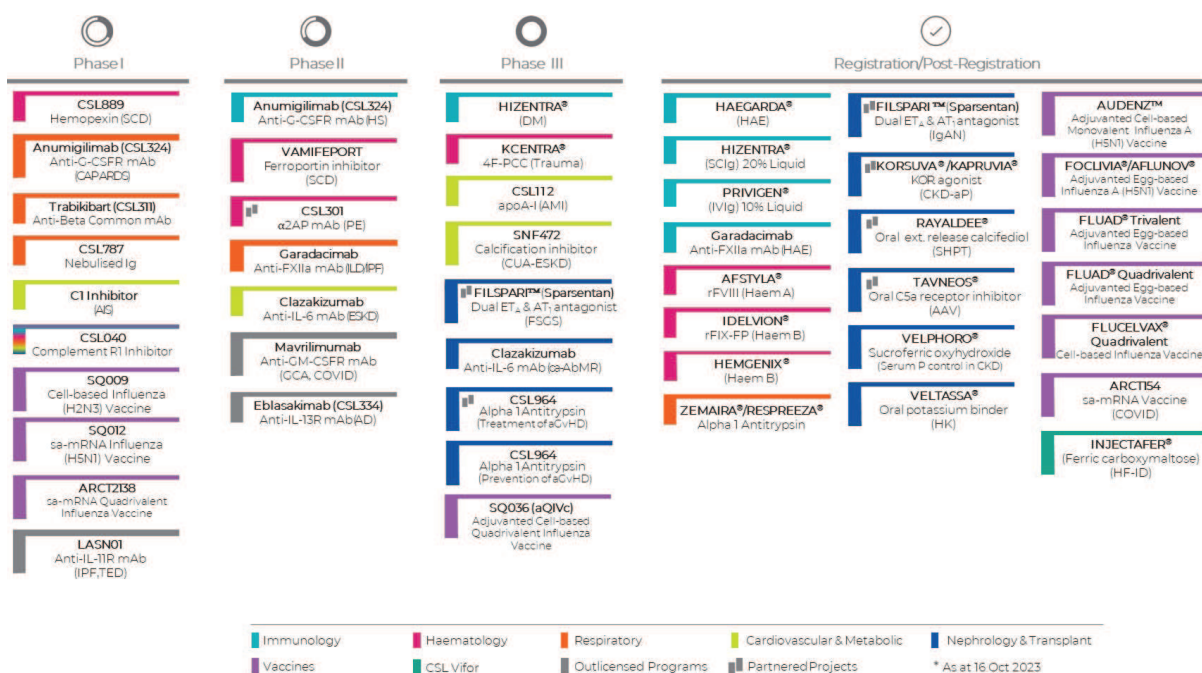 Phase I
CSL889
Hemopexin (SCD)
Anumigilimab (CSL324)
Anti-G-CSFR mAb
(CAPARDS)
Trabikibart (CSL311)
Anti-Beta Common mAb
CSL787
Nebulised Ig
C1 Inhibitor
(AIS)
CSL040
Complement R1 Inhibitor
SQ009
Cell-based Influenza
(H2N3) Vaccine
SQ012
sa-mRNA Influenza
(H5N1) Vaccine
ARCT2138
sa-mRNA Quadrivalent
Influenza Vaccine
LASN01
Anti-IL-11R mAb
(IPF,TED)
Phase II
Anumigilimab (CSL324)
Anti-G-CSFR mAb (HS)
VAMIFEPORT
Ferroportin inhibitor
(SCD)
CSL301
α2AP mAb (PE)
Garadacimab
Anti-FXIIa mAb (ILD/IPF)
Clazakizumab
Anti-IL-6 mAb (ESKD)
Mavrilimumab
Anti-GM-CSFR mAb
(GCA, COVID)
Eblasakimab (CSL334)
Anti-IL-13R mAb(AD)
Phase III
HIZENTRA®
(DM)
KCENTRA®
4F-PCC (Trauma)
CSL112
apoA-I (AMI)
SNF472
Calcification inhibitor
(CUA-ESKD)
FILSPARI™(Sparsentan)
Dual ETA & AT1 antagonist
(FSGS)
Clazakizumab
Anti-IL-6 mAb (ca-AbMR)
CSL964
Alpha 1 Antitrypsin
(Treatment of aGvHD)
CSL964
Alpha 1 Antitrypsin
(Prevention of aGvHD)
SQ036 (aQIVc)
Adjuvanted Cell-based
Quadrivalent Influenza
Vaccine
Registration/Post-Registration
HAEGARDA®
(HAE)
HIZENTRA®
(SCIg) 20% Liquid
PRIVIGEN®
(IVIg) 10% Liquid
Garadacimab
Anti-FXIIa mAb (HAE)
AFSTYLA®
rFVIII (Haem A)
IDELVION®
rFIX-FP (Haem B)
HEMGENIX®
(Haem B)
ZEMAIRA®/RESPREEZA®
Alpha 1 Antitrypsin
FILSPARI™(Sparsentan)
Dual ETA & AT1 antagonist
(IgAN)
KORSUVA®/KAPRUVIA®
KOR agonist
(CKD-aP)
RAYALDEE®
Oral ext. release calcifediol
(SHPT)
TAVNEOS®
Oral C5a receptor inhibitor
(AAV)
VELPHORO®
Sucroferric oxyhydroxide
(Serum P control in CKD)
VELTASSA®
Oral potassium binder
(HK)
AUDENZ™
Adjuvanted Cell-based
Monovalent Influenza A
(H5N1) Vaccine
FOCLIVIA®/AFLUNOV®
Adjuvanted Egg-based
Influenza A (H5N1) Vaccine
FLUAD® Trivalent
Adjuvanted Egg-based
Influenza Vaccine
FLUAD® Quadrivalent
Adjuvanted Egg-based
Influenza Vaccine
FLUCELVAX®
Quadrivalent
Cell-based Influenza Vaccine
ARCT154
sa-mRNA Vaccine
(COVID)
INJECTAFER®
(Ferric carboxymaltose)
(HF-ID)
Immunology
Haematology
Respiratory
Cardiovascular & Metabolic
Nephrology & Transplant
Vaccines
CSL Vifor
Outlicensed Programs
Partnered Projects
* As at 16 Oct 2023